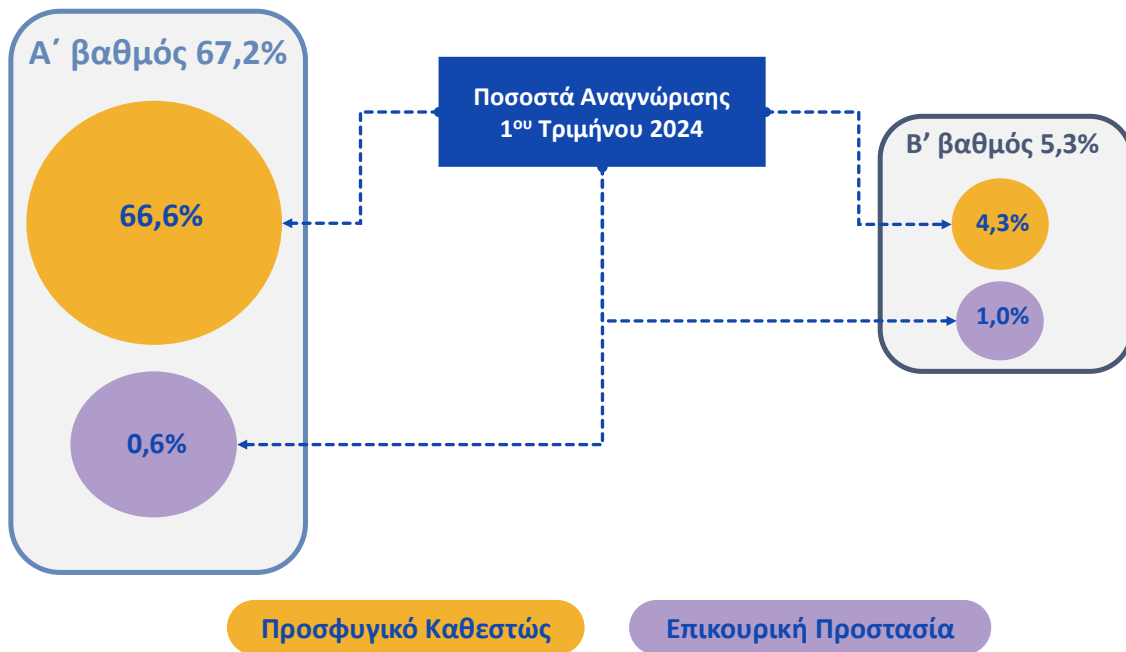 Α΄ βαθμός 67,2%
66,6%
0,6%
Ποσοστά Αναγνώρισης
1ου Τριμήνου 2024
Β’ βαθμός 5,3%
4,3%
1,0%
Προσφυγικό Καθεστώς
Επικουρική Προστασία